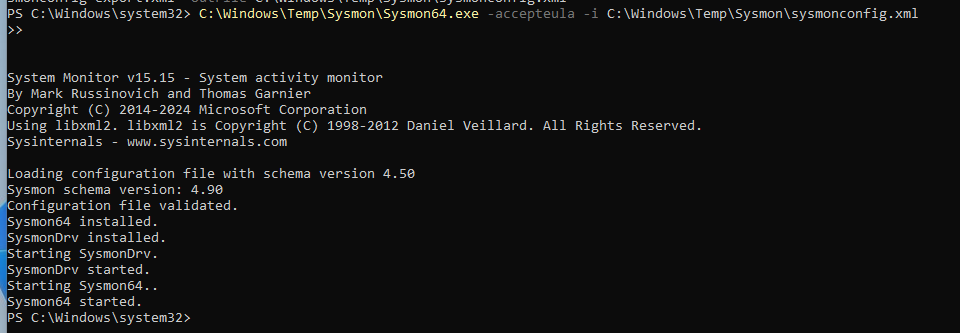 PS C:\Windows\system32> C:\Windows\Temp\Sysmon\Sysmon64.exe -accepteula -i C:\Windows\Temp\Sysmon\sysmonconfig.xml
>>
System Monitor v15.15 - System activity monitor
By Mark Russinovich and Thomas Garnier
Copyright (C) 2014-2024 Microsoft Corporation
Using libxml2. libxml2 is Copyright (C) 1998-2012 Daniel Veillard. All Rights Reserved.
Sysinternals - www.sysinternals.com
Loading configuration file with schema version 4.50
Sysmon schema version: 4.90
Configuration file validated.
Sysmon64 installed.
SysmonDrv installed.
Starting SysmonDrv.
SysmonDrv started.
Starting Sysmon64..
Sysmon64 started.
PS C:\Windows\system32>